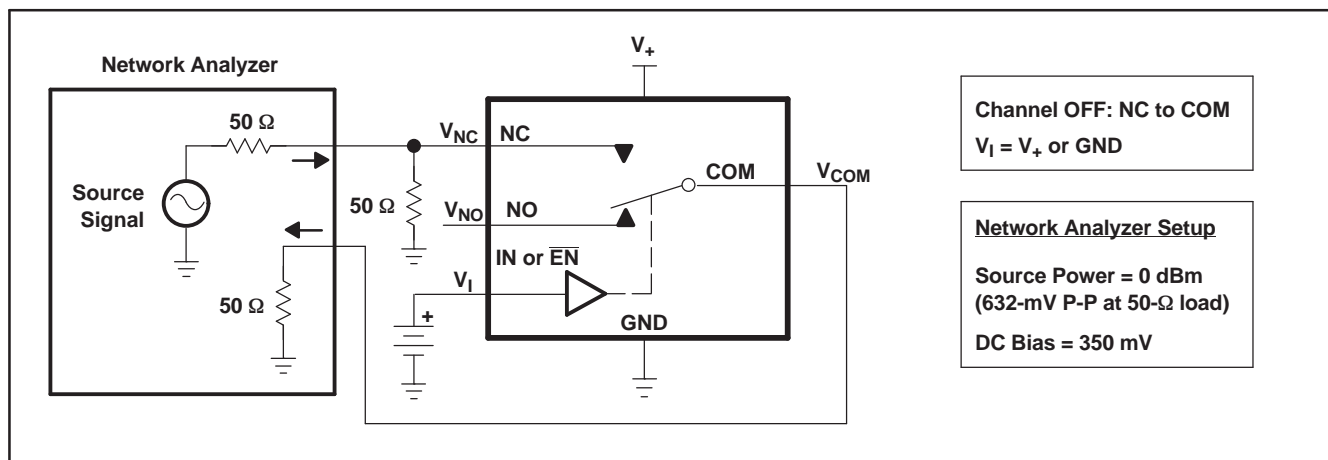 Network Analyzer
50 Ω
Source
Signal
50 Ω
50 Ω
V+
VNC
NC
VNO
NO
COM
VCOM
IN or E̅N̅
VI
+
GND
Channel OFF: NC to COM
VI = V+ or GND
Network Analyzer Setup
Source Power = 0 dBm
(632-mV P-P at 50-Ω load)
DC Bias = 350 mV